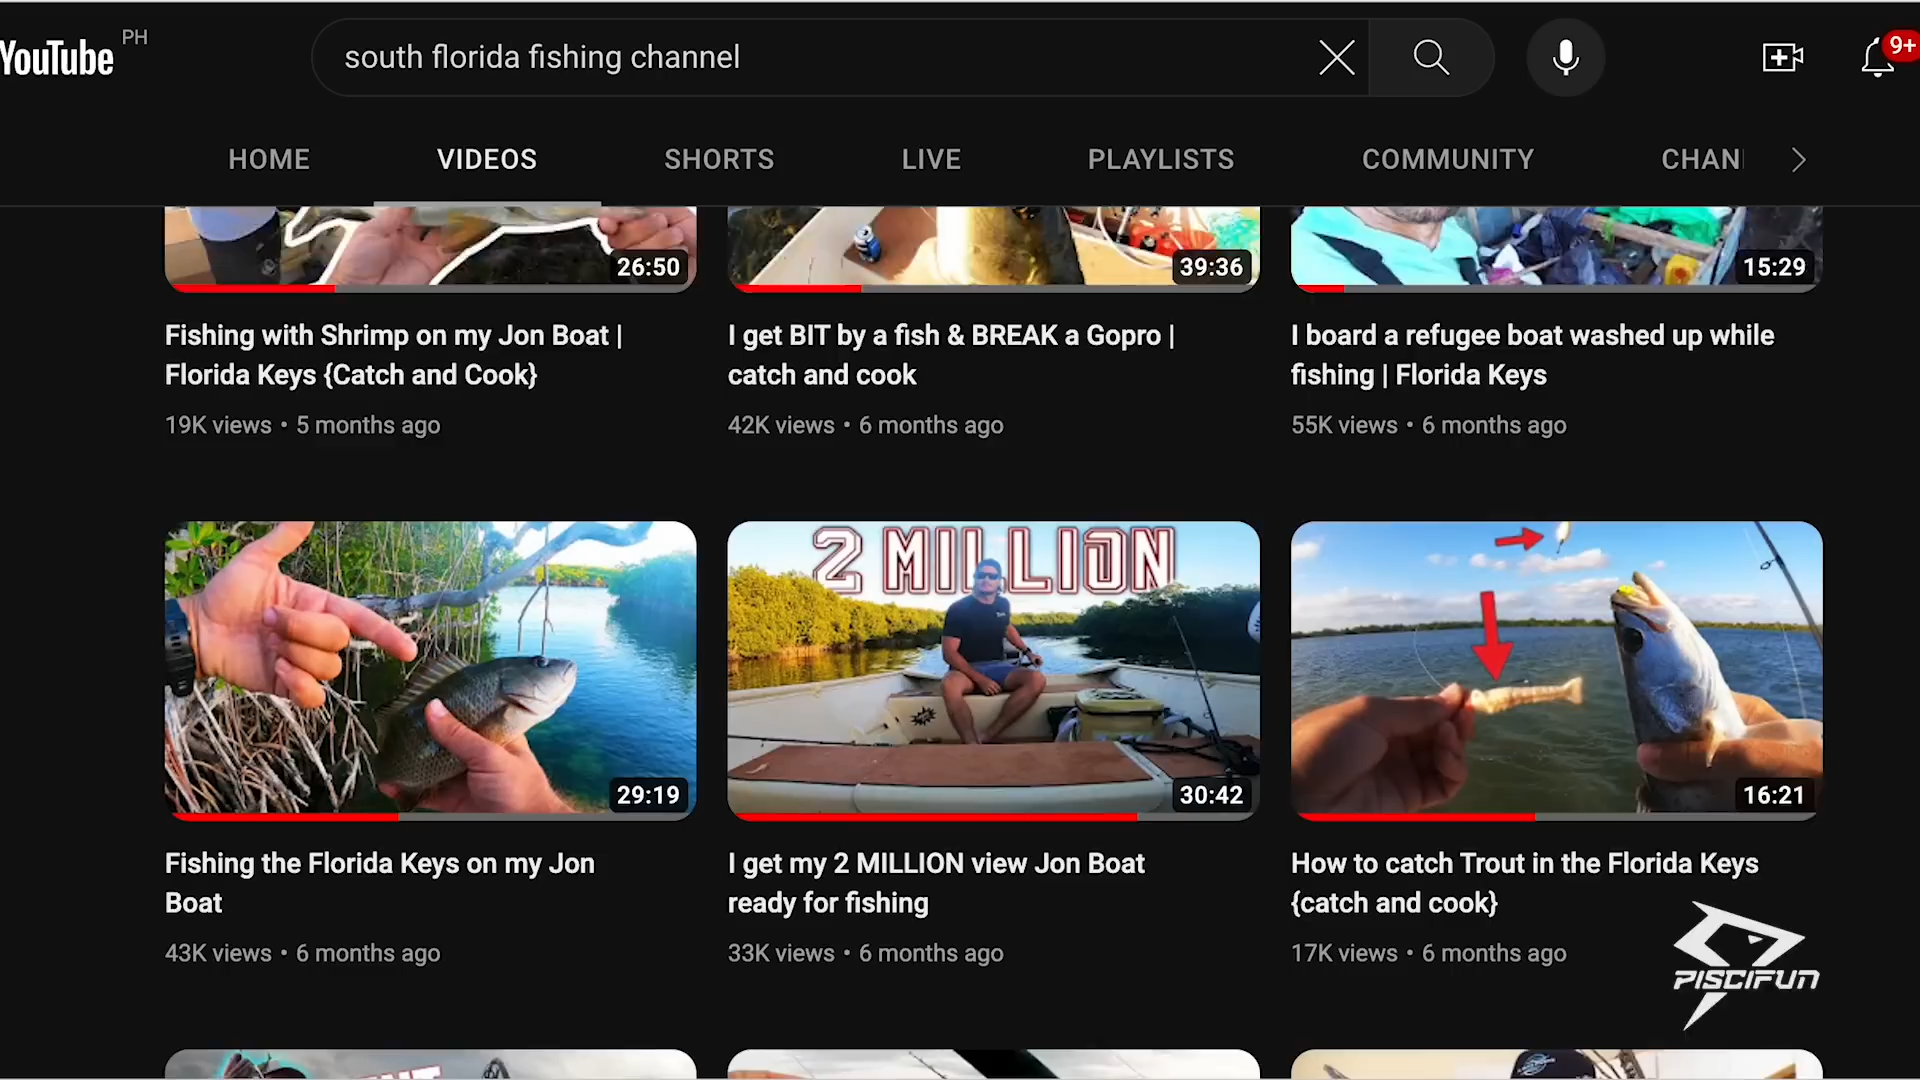 YouTube PH
south florida fishing channel
9+
HOME VIDEOS SHORTS LIVE PLAYLISTS COMMUNITY CHAN
26:50
39:36
15:29
Fishing with Shrimp on my Jon Boat |
Florida Keys {Catch and Cook}
19K views • 5 months ago
I get BIT by a fish & BREAK a Gopro |
catch and cook
42K views • 6 months ago
I board a refugee boat washed up while
fishing | Florida Keys
55K views • 6 months ago
29:19
2 MILLION
30:42
16:21
Fishing the Florida Keys on my Jon
Boat
43K views • 6 months ago
I get my 2 MILLION view Jon Boat
ready for fishing
33K views • 6 months ago
How to catch Trout in the Florida Keys
{catch and cook}
17K views • 6 months ago
PISCIFUN